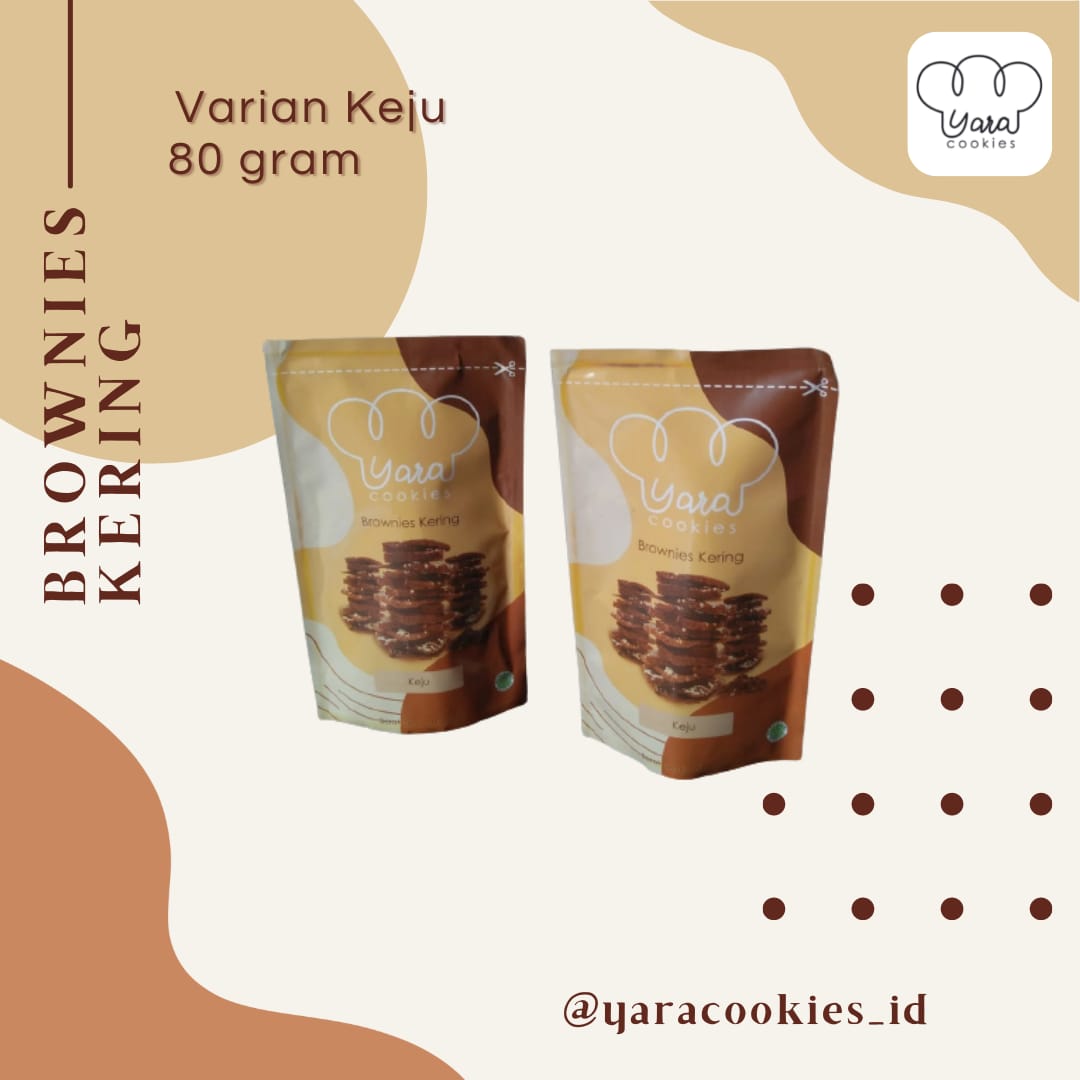 Varian Keju
80 gram
BROWNIES
KERING
Yara
cookies
Yara
cookies
Brownies Kering
Keju
Yara
cookies
Brownies Kering
Keju
@yaracookies_id